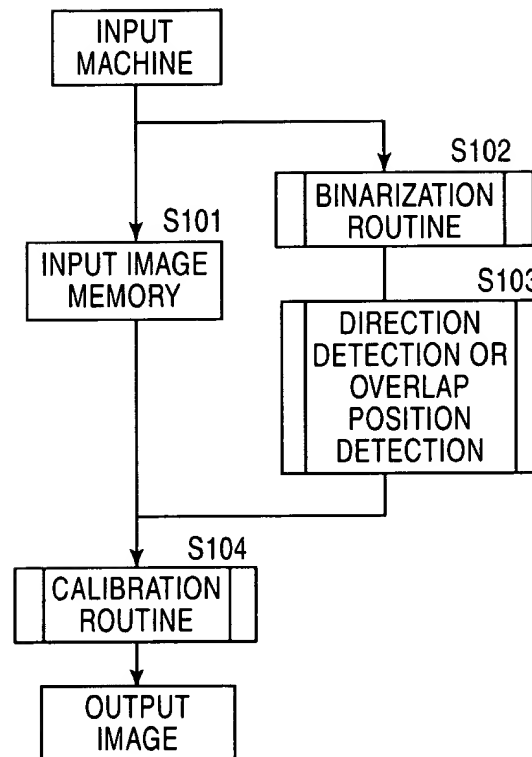 INPUT
MACHINE
S102
BINARIZATION
ROUTINE
S101
INPUT IMAGE
MEMORY
S103
DIRECTION
DETECTION OR
OVERLAP
POSITION
DETECTION
S104
CALIBRATION
ROUTINE
OUTPUT
IMAGE